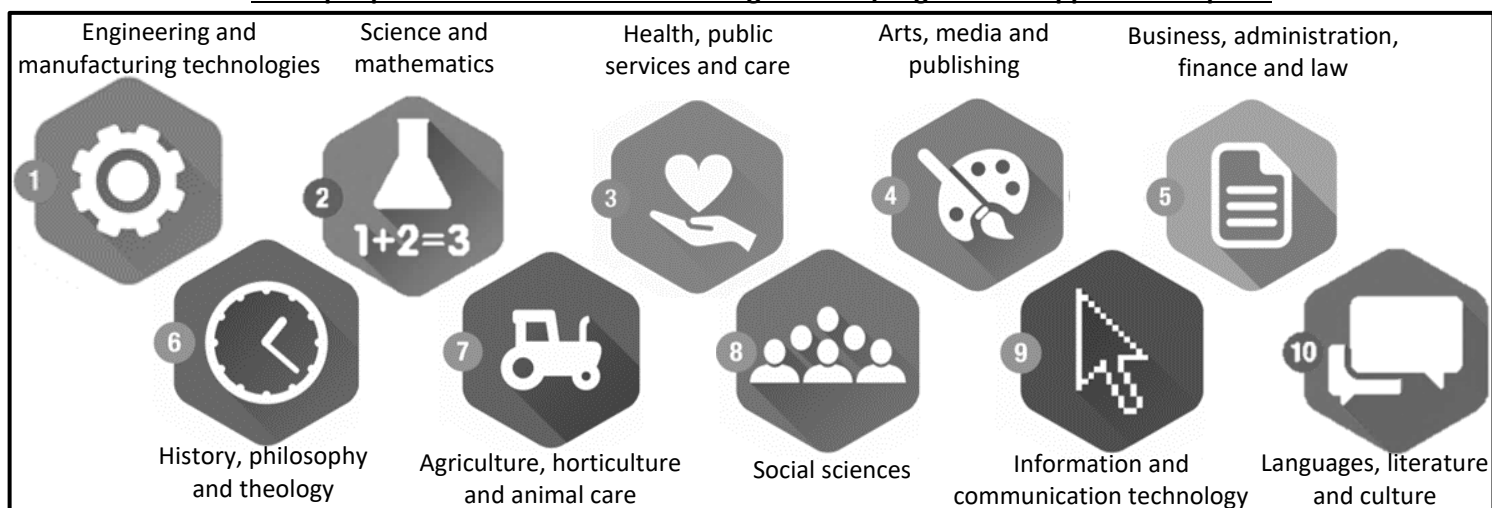 Engineering and
manufacturing technologies
Science and
mathematics
Health, public
services and care
Arts, media and
publishing
Business, administration,
finance and law
1
2
1+2=3
3
4
5
6
7
8
9
10
History, philosophy
and theology
Agriculture, horticulture
and animal care
Social sciences
Information and
communication technology
Languages, literature
and culture